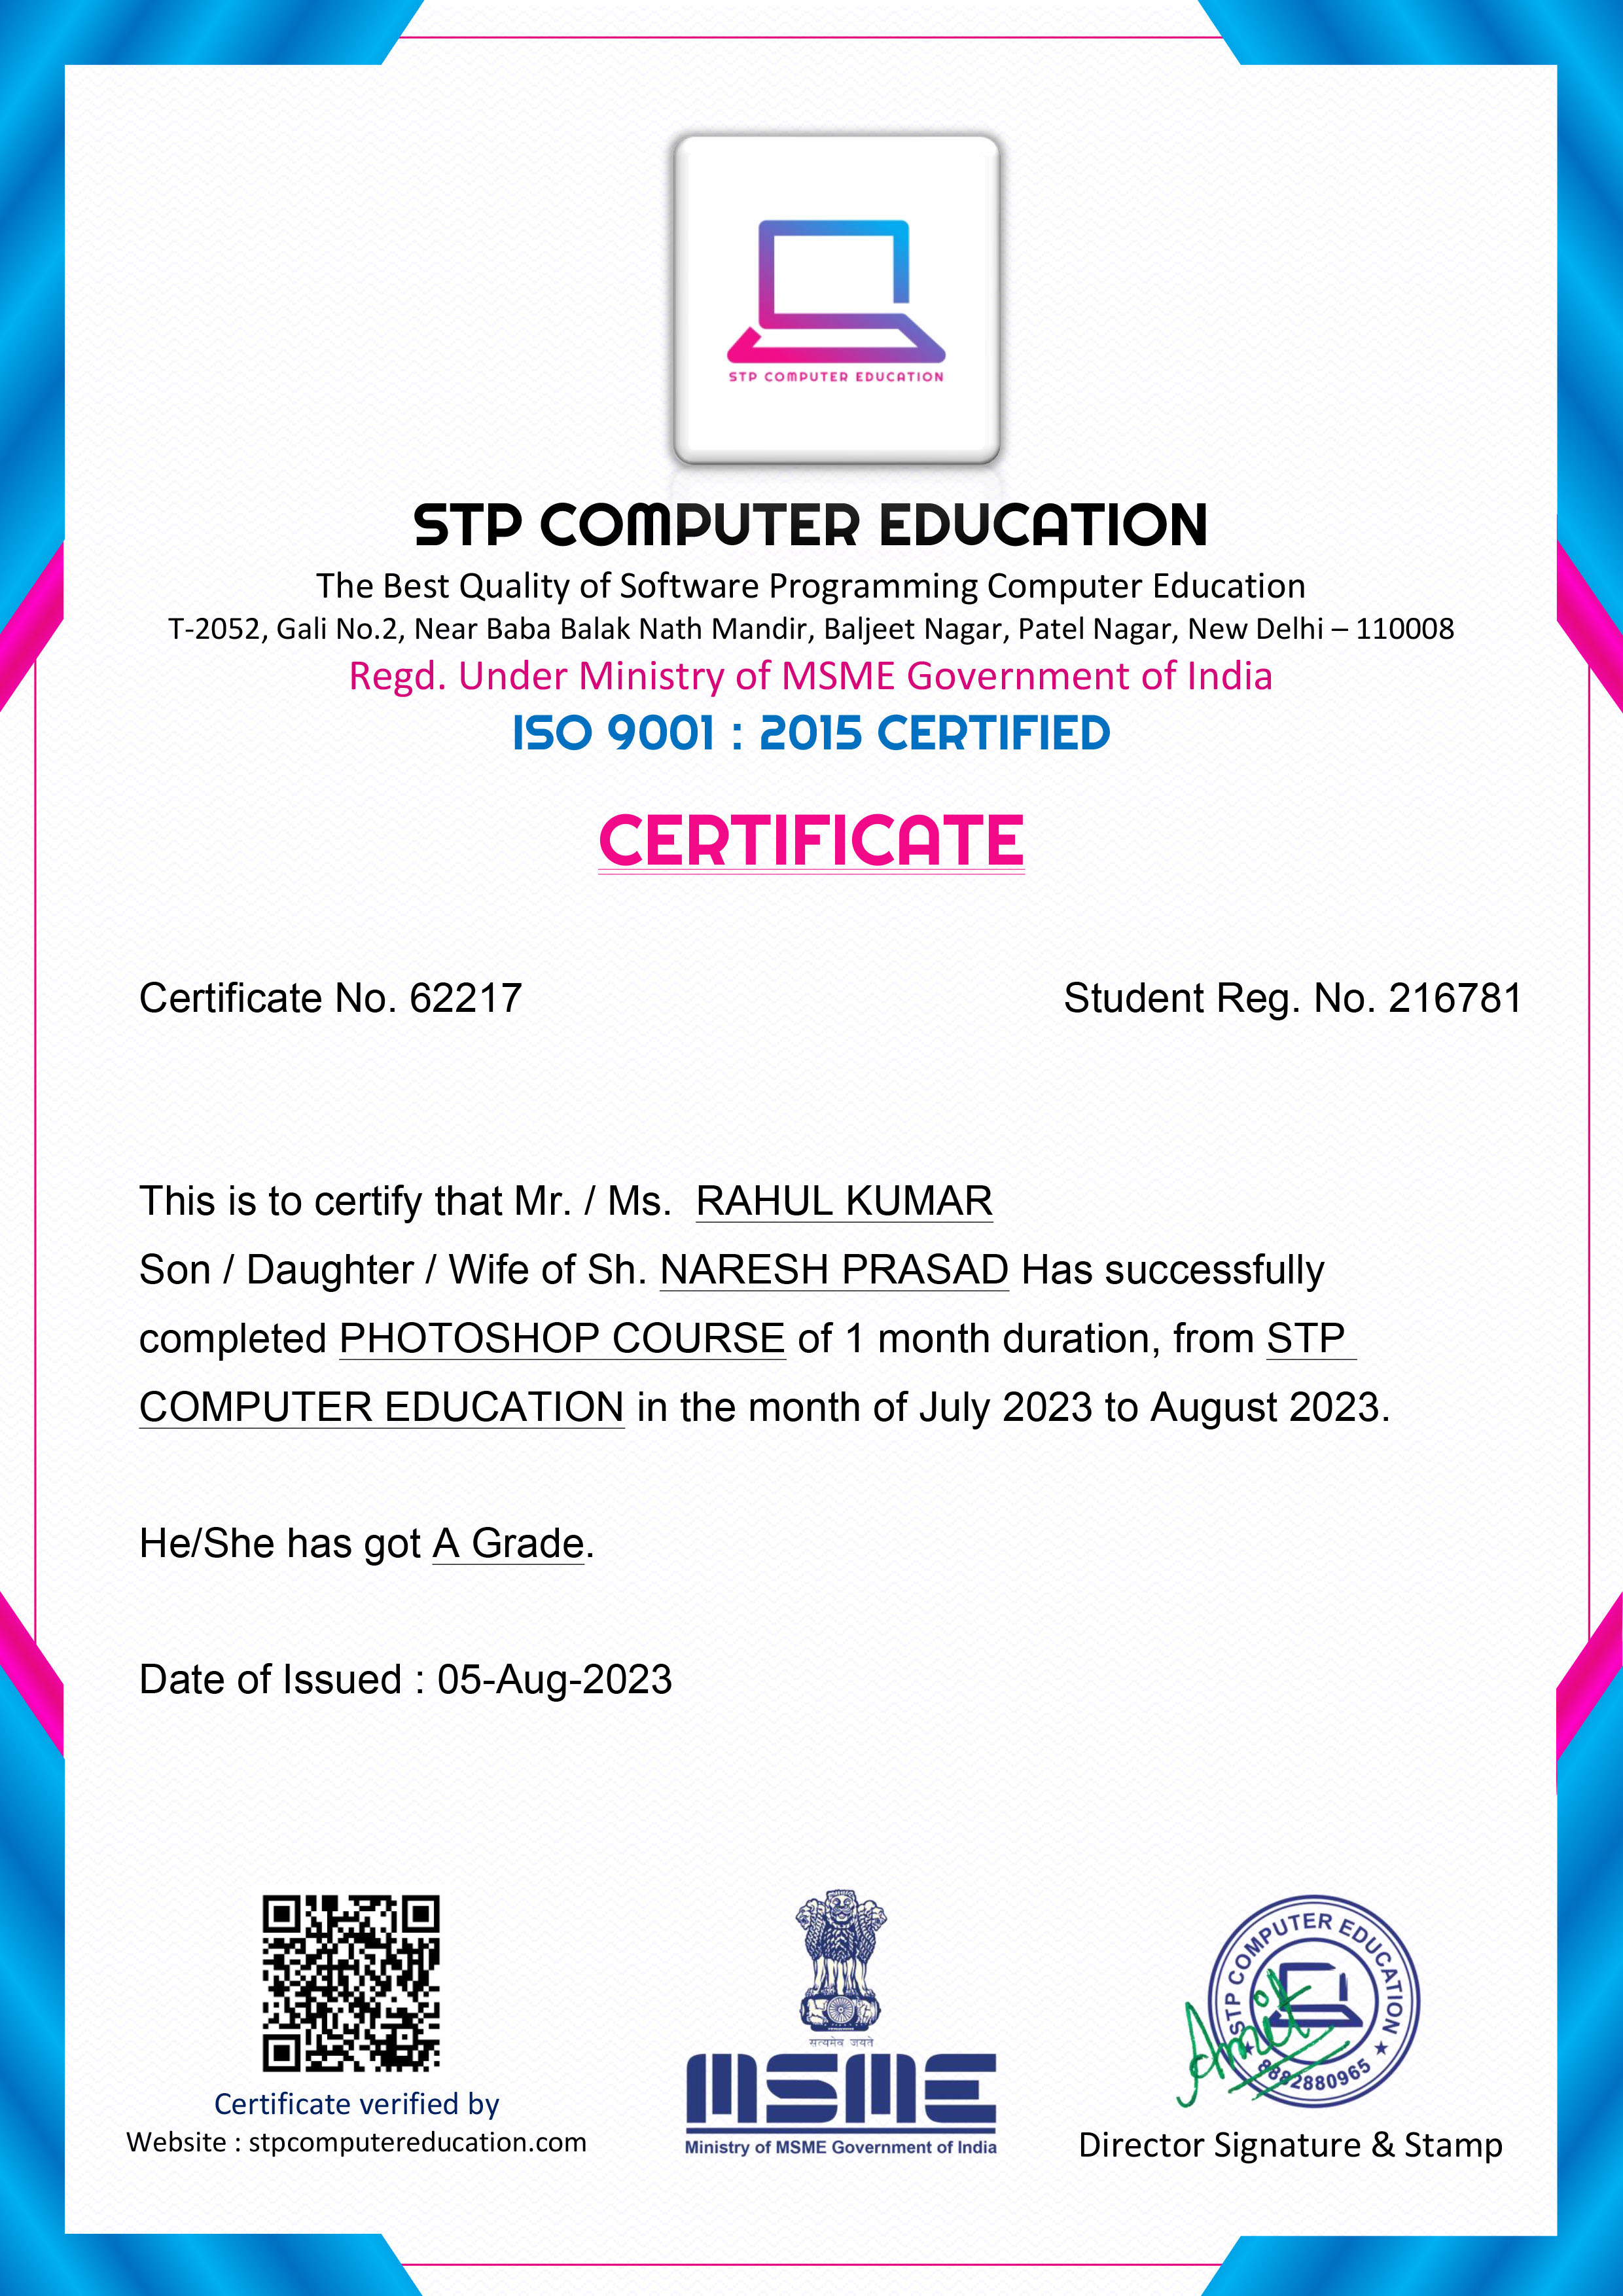 STP COMPUTER EDUCATION
STP COMPUTER EDUCATION
The Best Quality of Software Programming Computer Education
T-2052, Gali No.2, Near Baba Balak Nath Mandir, Baljeet Nagar, Patel Nagar, New Delhi – 110008
Regd. Under Ministry of MSME Government of India
ISO 9001 : 2015 CERTIFIED
CERTIFICATE
Certificate No. 62217
Student Reg. No. 216781
This is to certify that Mr. / Ms. RAHUL KUMAR
Son / Daughter / Wife of Sh. NARESH PRASAD Has successfully
completed PHOTOSHOP COURSE of 1 month duration, from STP
COMPUTER EDUCATION in the month of July 2023 to August 2023.
He/She has got A Grade.
Date of Issued : 05-Aug-2023
Certificate verified by
Website : stpcomputereducation.com
सत्यमेव जयते
MSME
Ministry of MSME Government of India
STP COMPUTER EDUCATION
★ 8882880965 ★
Amit
Director Signature & Stamp